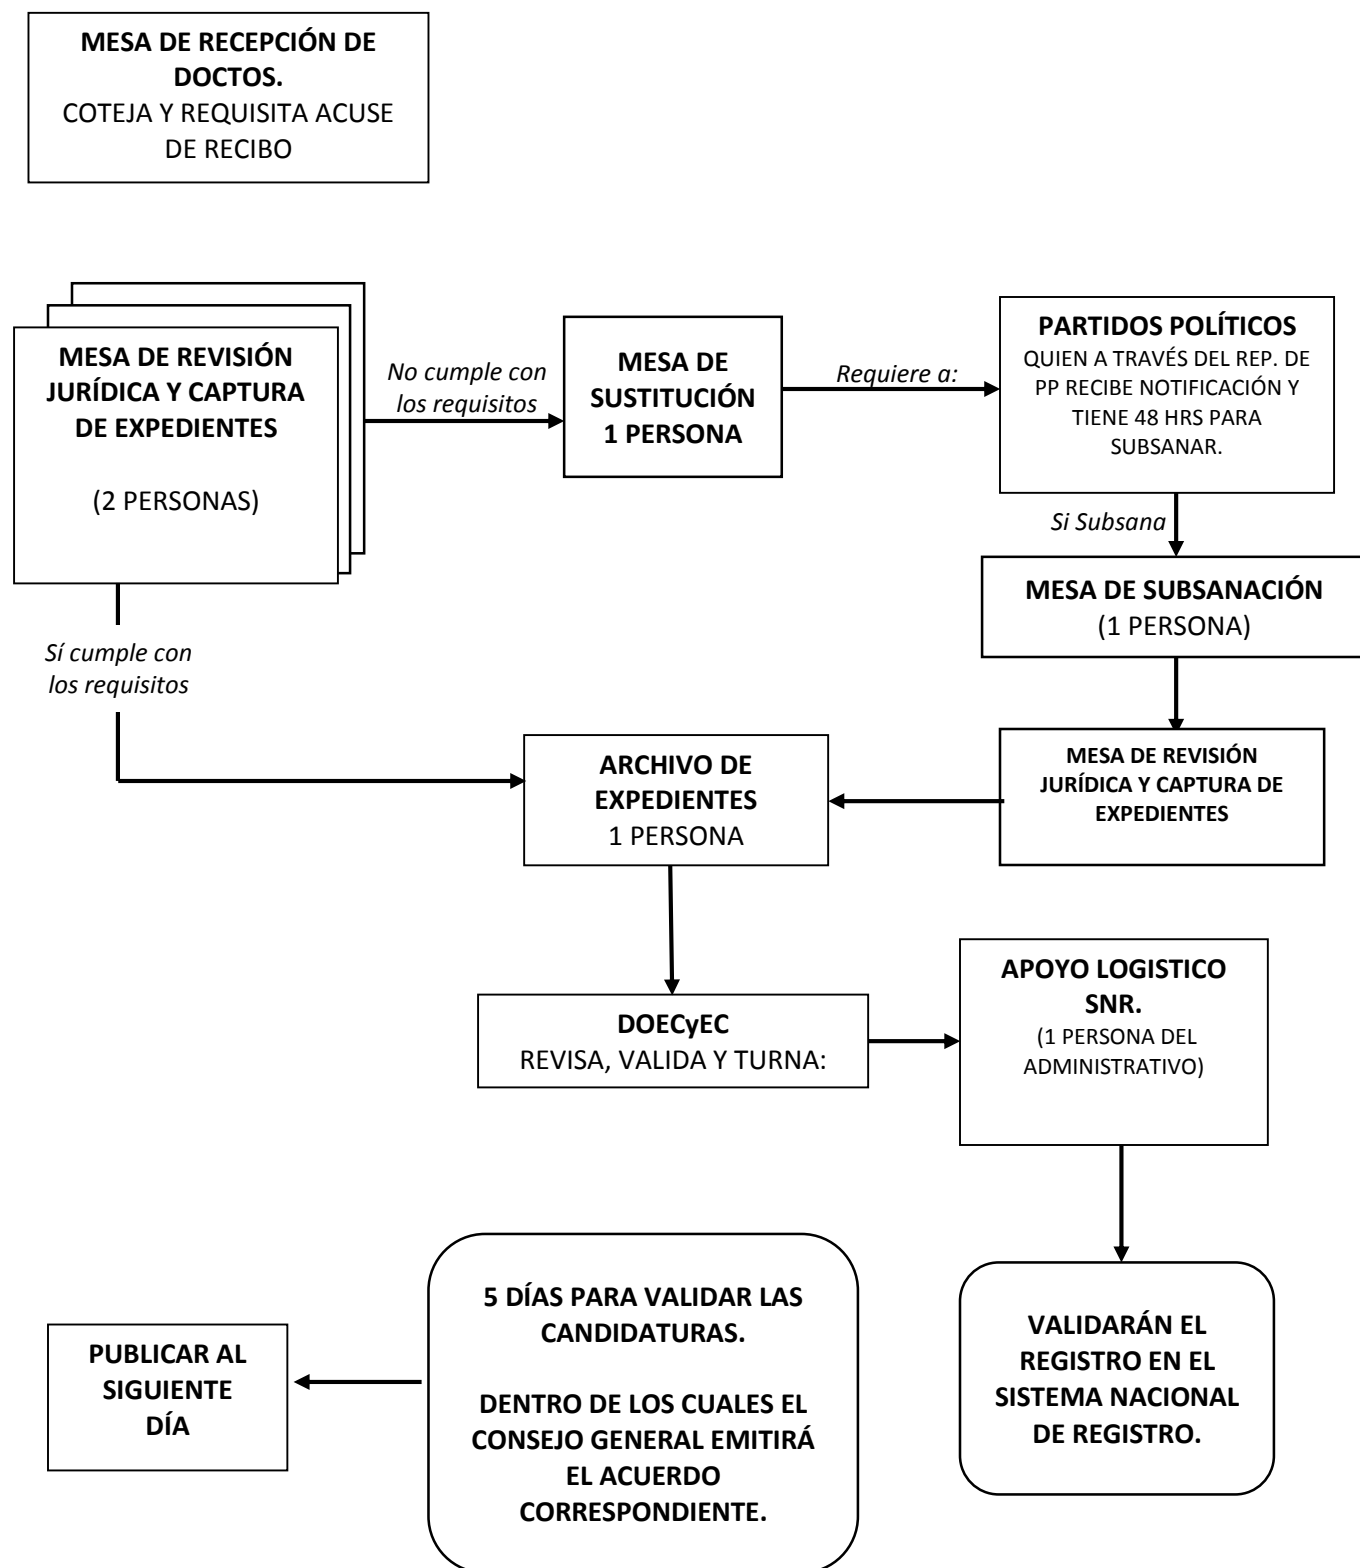 MESA DE RECEPCIÓN DE
DOCTOS.
COTEJA Y REQUISITA ACUSE
DE RECIBO
MESA DE REVISIÓN
JURÍDICA Y CAPTURA
DE EXPEDIENTES
(2 PERSONAS)
No cumple con
los requisitos
MESA DE
SUSTITUCIÓN
1 PERSONA
Requiere a:
PARTIDOS POLÍTICOS
QUIEN A TRAVÉS DEL REP. DE
PP RECIBE NOTIFICACIÓN Y
TIENE 48 HRS PARA
SUBSANAR.
Si Subsana
MESA DE SUBSANACIÓN
(1 PERSONA)
Sí cumple con
los requisitos
MESA DE REVISIÓN
JURÍDICA Y CAPTURA DE
EXPEDIENTES
ARCHIVO DE
EXPEDIENTES
1 PERSONA
DOECyEC
REVISA, VALIDA Y TURNA:
APOYO LOGISTICO
SNR.
(1 PERSONA DEL
ADMINISTRATIVO)
VALIDARÁN EL
REGISTRO EN EL
SISTEMA NACIONAL
DE REGISTRO.
5 DÍAS PARA VALIDAR LAS
CANDIDATURAS.
DENTRO DE LOS CUALES EL
CONSEJO GENERAL EMITIRÁ
EL ACUERDO
CORRESPONDIENTE.
PUBLICAR AL
SIGUIENTE
DÍA